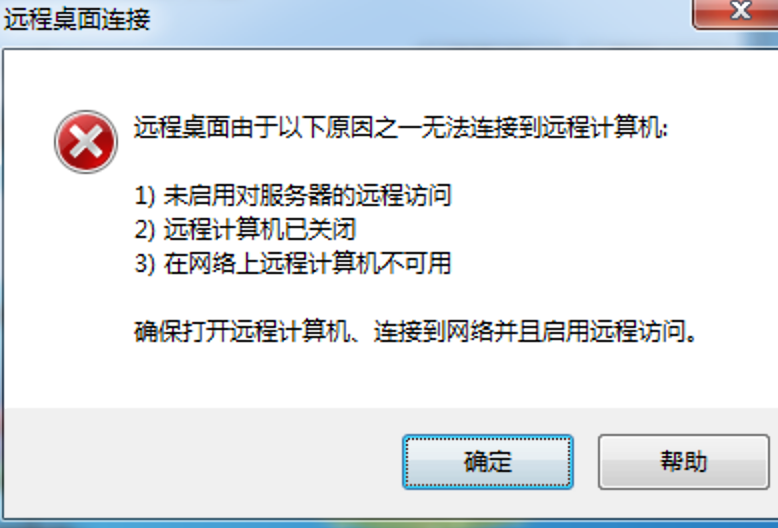 远程桌面连接
远程桌面由于以下原因之一无法连接到远程计算机:
1) 未启用对服务器的远程访问
2) 远程计算机已关闭
3) 在网络上远程计算机不可用
确保打开远程计算机、连接到网络并且启用远程访问。
确定
帮助